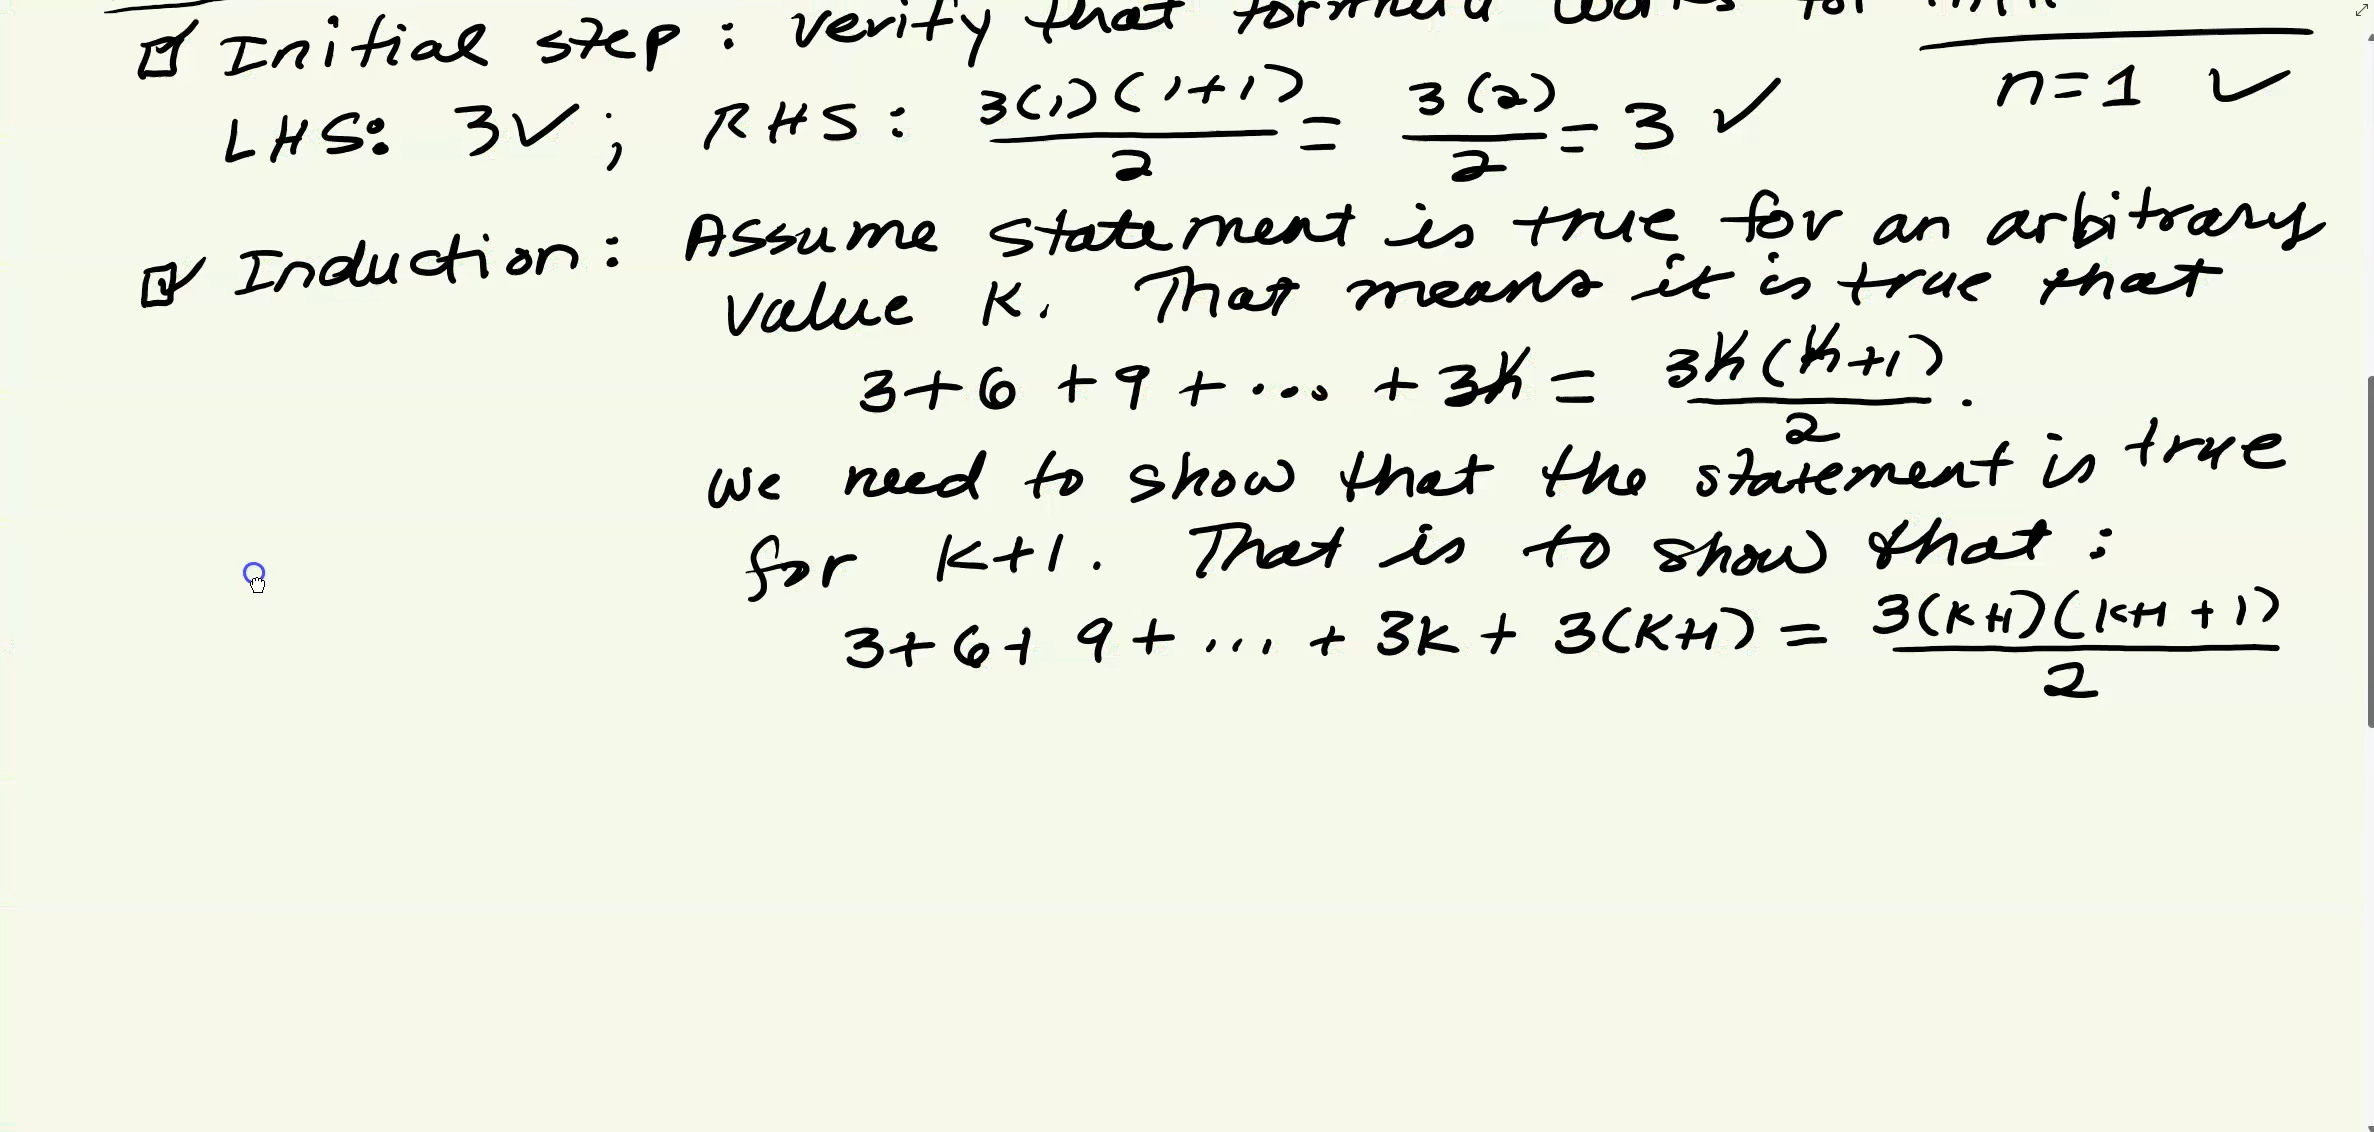 Initial step: verify that formula works for
n=1 ✓
LHS: 3✓ ; RHS: 3(1)(1+1)/2 = 3(2)/2 = 3 ✓
Induction: Assume statement is true for an arbitrary
value K. That means it is true that
3+6+9+...+3k = 3k(k+1)/2.
we need to show that the statement is true
for K+1. That is to show that:
3+6+9+...+3K+3(K+1) = 3(K+1)(K+1+1)/2